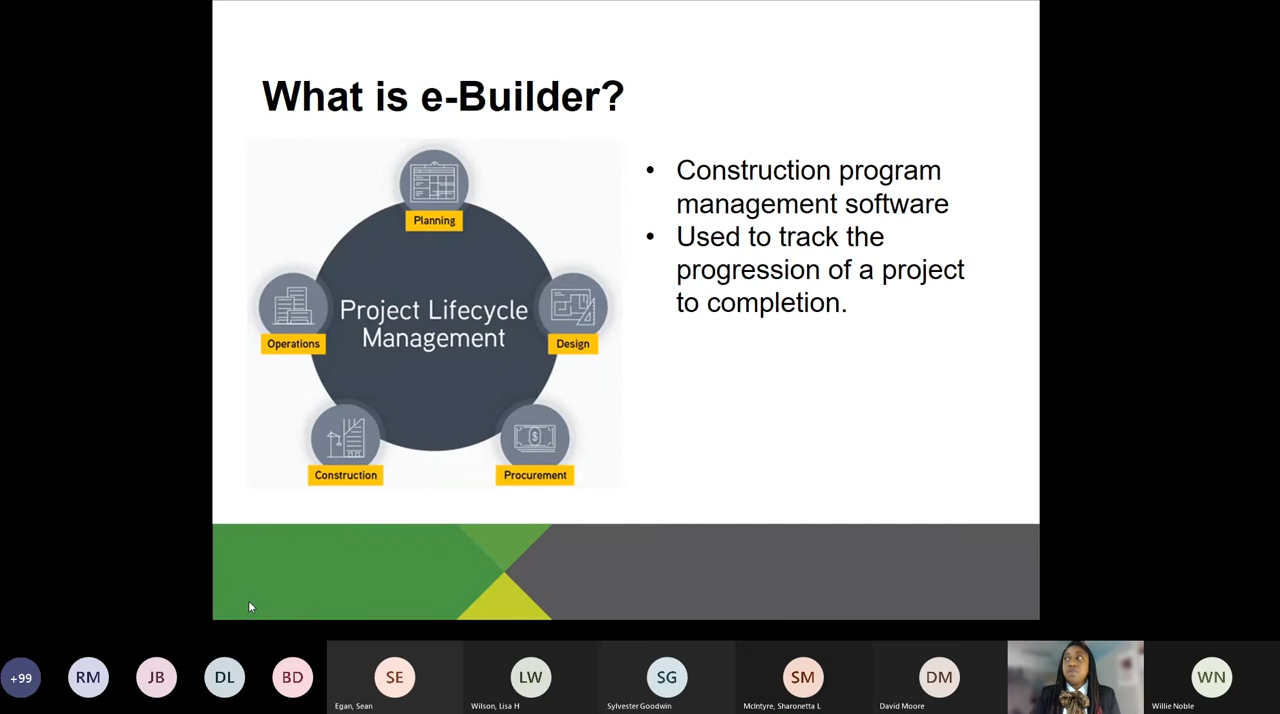 What is e-Builder?
Planning
Project Lifecycle
Management
Operations
Design
Construction
Procurement
• Construction program
management software
• Used to track the
progression of a project
to completion.
+99
RM
JB
DL
BD
SE
Egan, Sean
LW
Wilson, Lisa H
SG
Sylvester Goodwin
SM
McIntyre, Sharonetta L
DM
David Moore
WN
Willie Noble